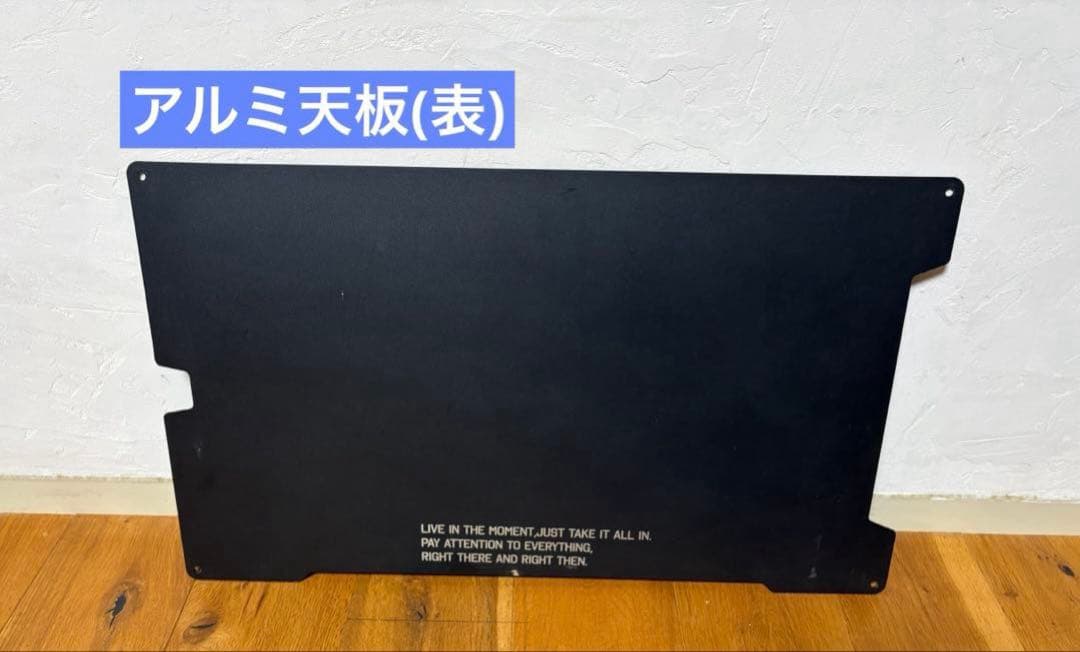 アルミ天板(表)
LIVE IN THE MOMENT,JUST TAKE IT ALL IN.
PAY ATTENTION TO EVERYTHING,
RIGHT THERE AND RIGHT THEN.